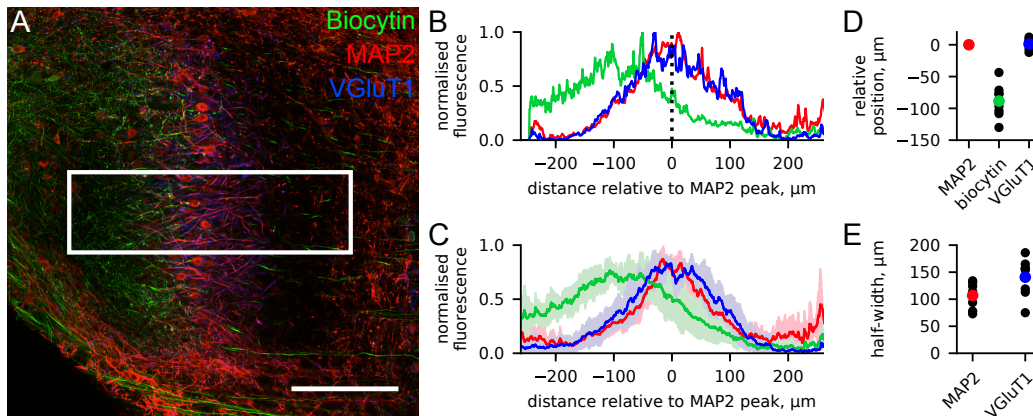 A
Biocytin
MAP2
VGluT1
B
normalised
fluorescence
1.0
0.5
0.0
−200 −100 0 100 200
distance relative to MAP2 peak, μm
C
normalised
fluorescence
1.0
0.5
0.0
−200 −100 0 100 200
distance relative to MAP2 peak, μm
D
relative
position, μm
0
−50
−100
−150
MAP2
biocytin
VGluT1
E
half-width, μm
200
150
100
50
0
MAP2
VGluT1